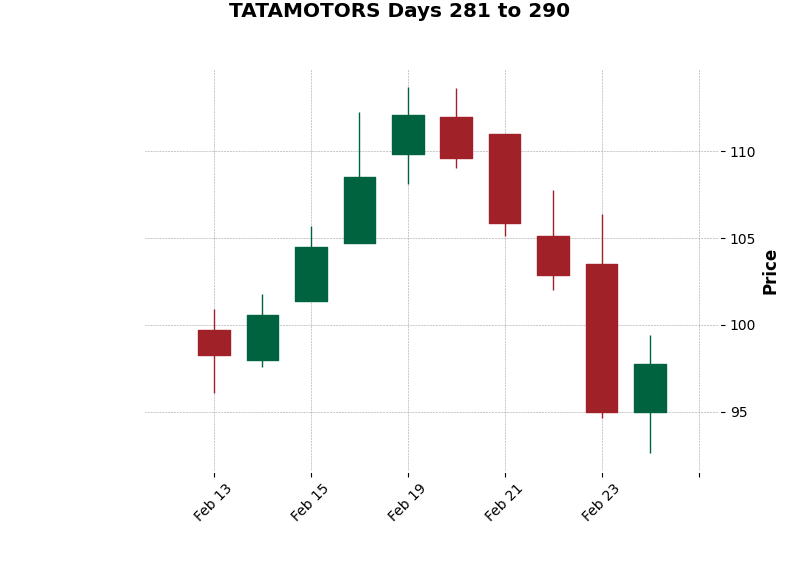 TATAMOTORS Days 281 to 290
110
105
100
95
Price
Feb 13
Feb 15
Feb 19
Feb 21
Feb 23